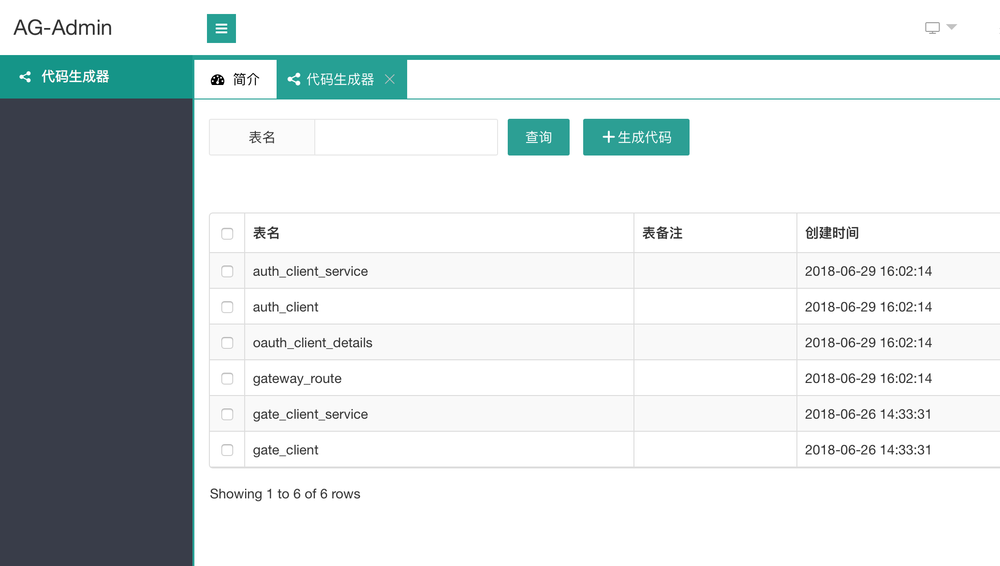 AG-Admin
代码生成器
简介 代码生成器
表名 查询 生成代码
表名 表备注 创建时间
auth_client_service 2018-06-29 16:02:14
auth_client 2018-06-29 16:02:14
oauth_client_details 2018-06-29 16:02:14
gateway_route 2018-06-29 16:02:14
gate_client_service 2018-06-26 14:33:31
gate_client 2018-06-26 14:33:31
Showing 1 to 6 of 6 rows